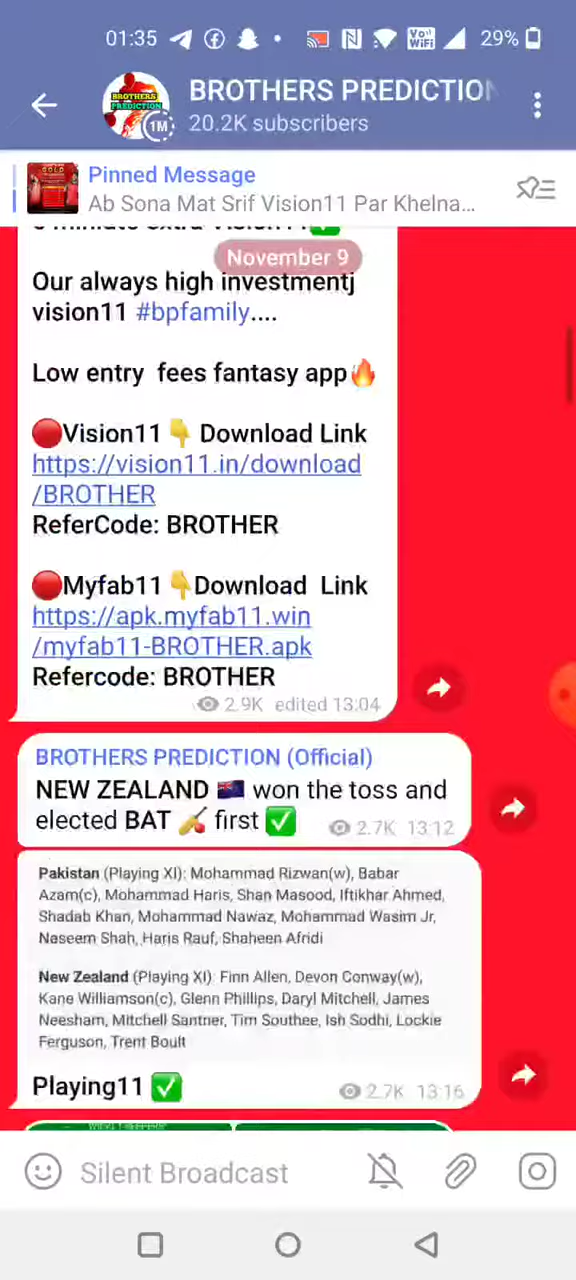 01:35
Vo))
WiFi
29%
BROTHERS
PREDICTION
1M
BROTHERS PREDICTIO
20.2K subscribers
Pinned Message
Ab Sona Mat Srif Vision11 Par Khelna...
November 9
Our always high investmentj
vision11 #bpfamily....
Low entry fees fantasy app🔥
🔴Vision11 👇 Download Link
https://vision11.in/download
/BROTHER
ReferCode: BROTHER
🔴Myfab11 👇Download Link
https://apk.myfab11.win
/myfab11-BROTHER.apk
Refercode: BROTHER
2.9K edited 13:04
BROTHERS PREDICTION (Official)
NEW ZEALAND 🇳🇿 won the toss and
elected BAT 🏏 first ✅ 2.7K 13:12
Pakistan (Playing XI): Mohammad Rizwan(w), Babar
Azam(c), Mohammad Haris, Shan Masood, Iftikhar Ahmed,
Shadab Khan, Mohammad Nawaz, Mohammad Wasim Jr,
Naseem Shah, Haris Rauf, Shaheen Afridi
New Zealand (Playing XI): Finn Allen, Devon Conway(w),
Kane Williamson(c), Glenn Phillips, Daryl Mitchell, James
Neesham, Mitchell Santner, Tim Southee, Ish Sodhi, Lockie
Ferguson, Trent Boult
Playing11 ✅ 2.7K 13:16
Silent Broadcast